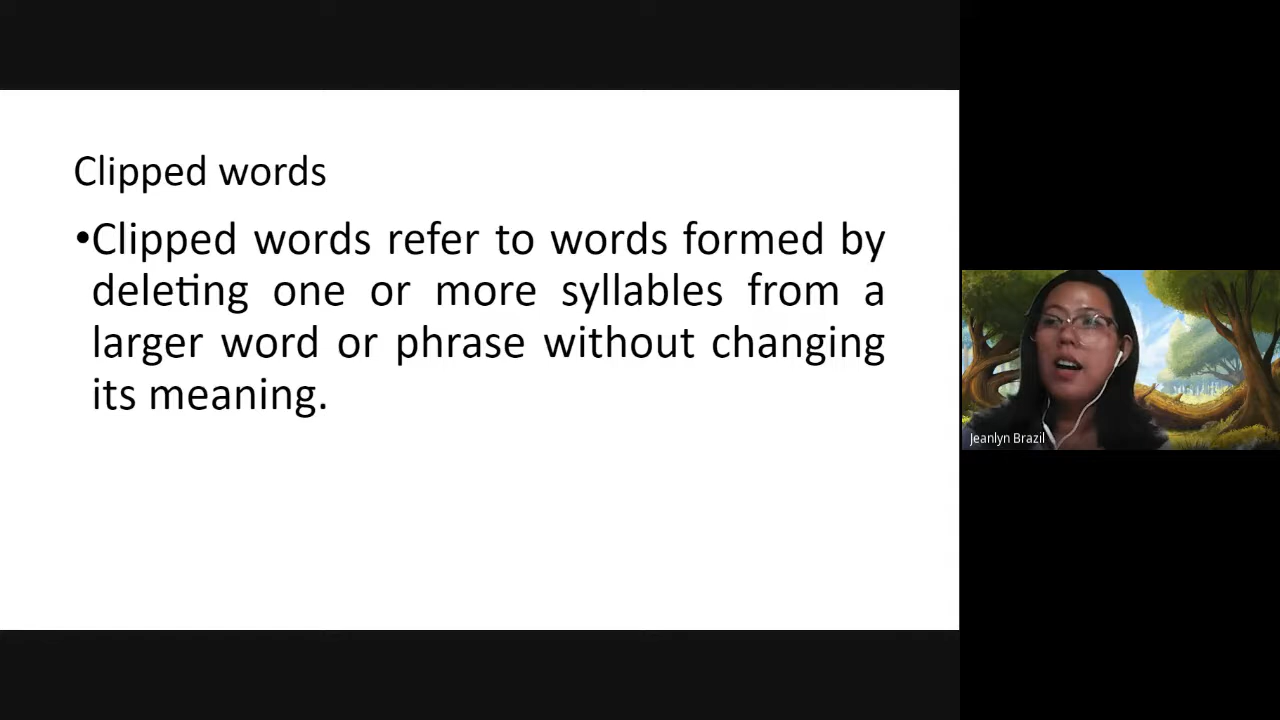 Clipped words
•Clipped words refer to words formed by
deleting one or more syllables from a
larger word or phrase without changing
its meaning.
Jeanlyn Brazil